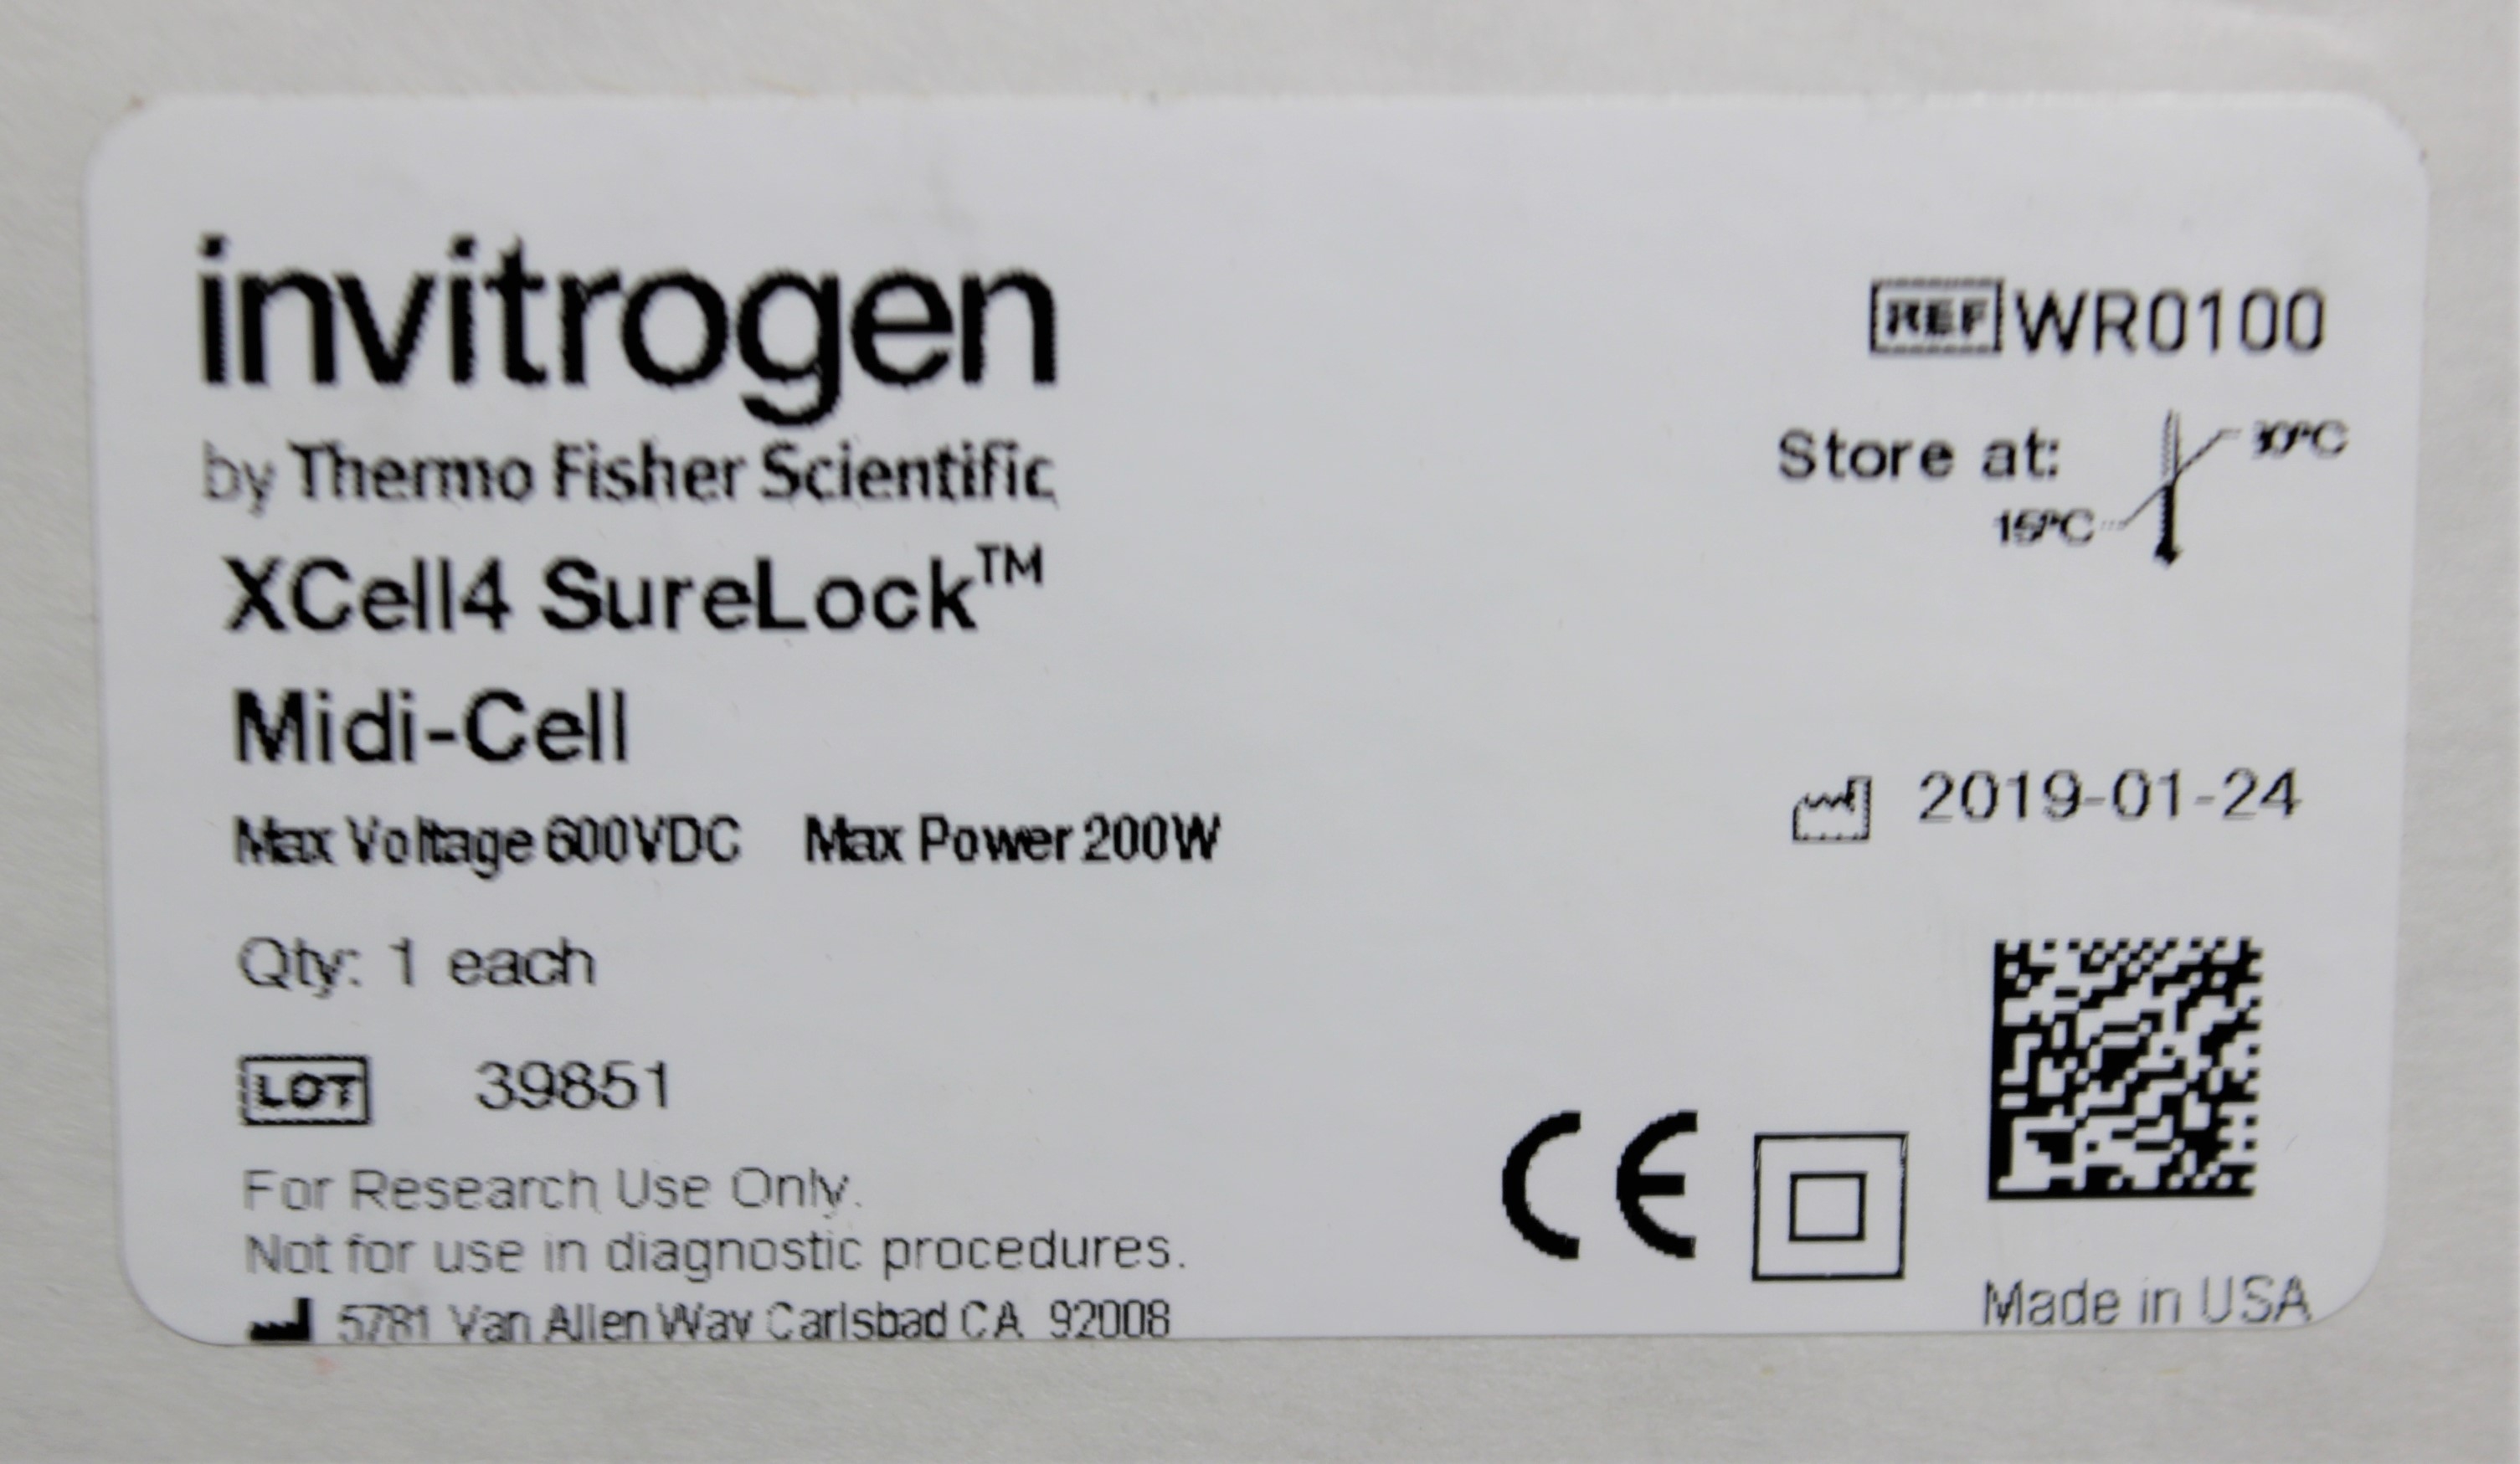 invitrogen
by Thermo Fisher Scientific
XCell4 SureLock™
Midi-Cell
Max Voltage 600VDC Max Power 200W
Qty: 1 each
LOT 39851
For Research Use Only.
Not for use in diagnostic procedures.
5781 Van Allen Way Carlsbad CA 92008
REF WR0100
Store at:
30°C
15°C
2019-01-24
CE
Made in USA